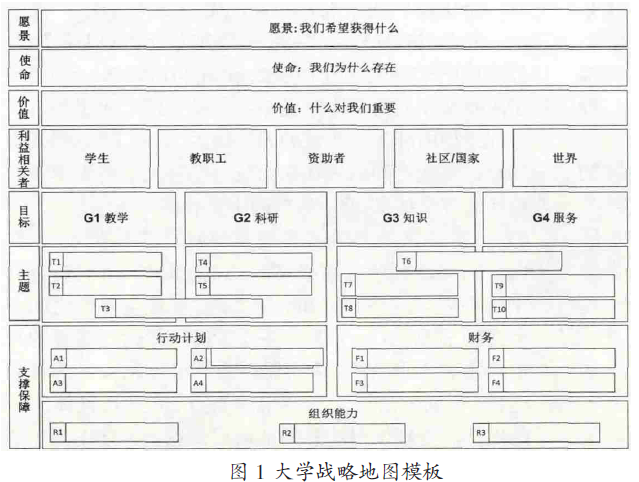 愿景
愿景:我们希望获得什么
使命
使命：我们为什么存在
价值
价值：什么对我们重要
利益相关者
学生
教职工
资助者
社区/国家
世界
目标
G1 教学
G2 科研
G3 知识
G4 服务
主题
T1
T4
T6
T2
T5
T7
T9
T3
T8
T10
支撑保障
行动计划
财务
A1
A2
F1
F2
A3
A4
F3
F4
组织能力
R1
R2
R3
图 1 大学战略地图模板